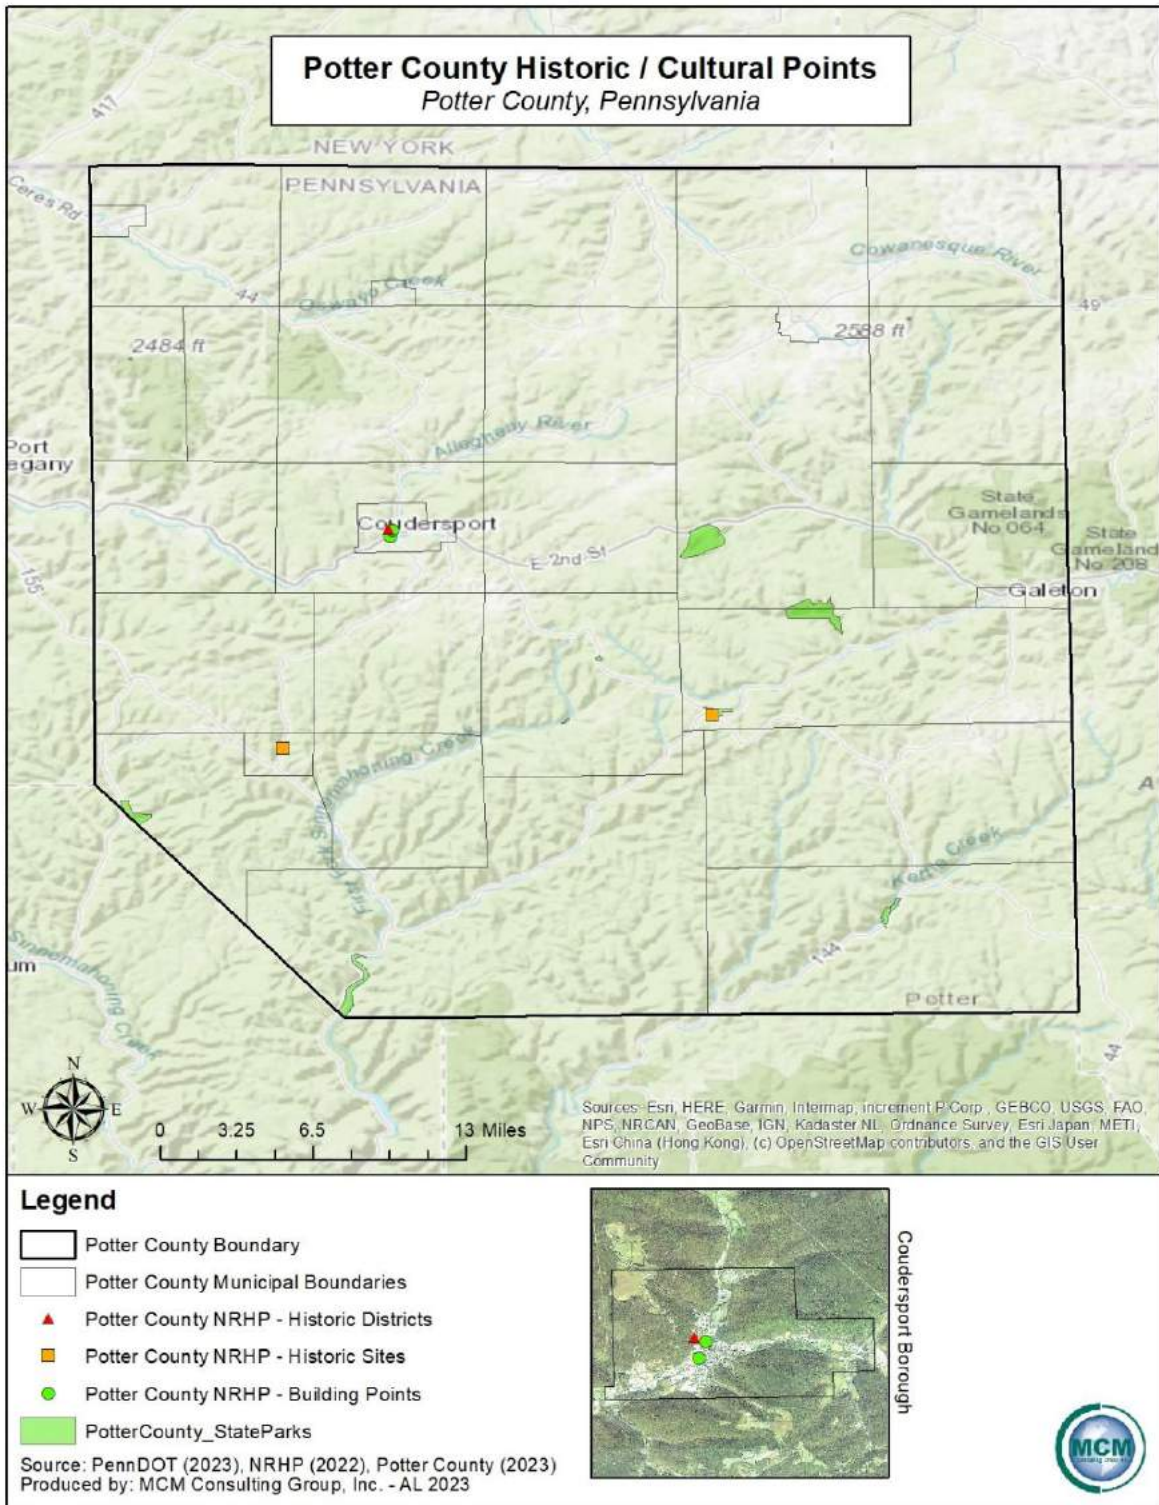 Potter County Historic / Cultural Points
Potter County, Pennsylvania
417
NEW YORK
PENNSYLVANIA
Ceres Rd
Cowanesque River
44
Oswayo Creek
49
2484 ft
2588 ft
Allegheny River
Port
egany
Coudersport
State
Gamelands
No 064
State
Gameland
No 208
E 2nd St
155
Galeton
First Fork Sinnemahoning Creek
A
Kettle Creek
Sinnemahoning Creek
um
144
Potter
44
N
W
E
S
0 3.25 6.5 13 Miles
Sources: Esri, HERE, Garmin, Intermap, increment P Corp., GEBCO, USGS, FAO,
NPS, NRCAN, GeoBase, IGN, Kadaster NL, Ordnance Survey, Esri Japan, METI,
Esri China (Hong Kong), (c) OpenStreetMap contributors, and the GIS User
Community
Legend
Potter County Boundary
Potter County Municipal Boundaries
Potter County NRHP - Historic Districts
Potter County NRHP - Historic Sites
Potter County NRHP - Building Points
PotterCounty_StateParks
Source: PennDOT (2023), NRHP (2022), Potter County (2023)
Produced by: MCM Consulting Group, Inc. - AL 2023
Coudersport Borough
MCM